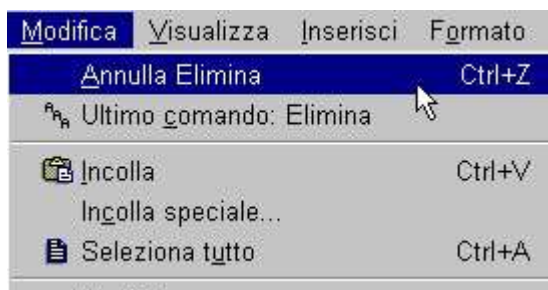 Modifica Visualizza Inserisci Formato
Annulla Elimina Ctrl+Z
Ultimo comando: Elimina
Incolla Ctrl+V
Incolla speciale...
Seleziona tutto Ctrl+A